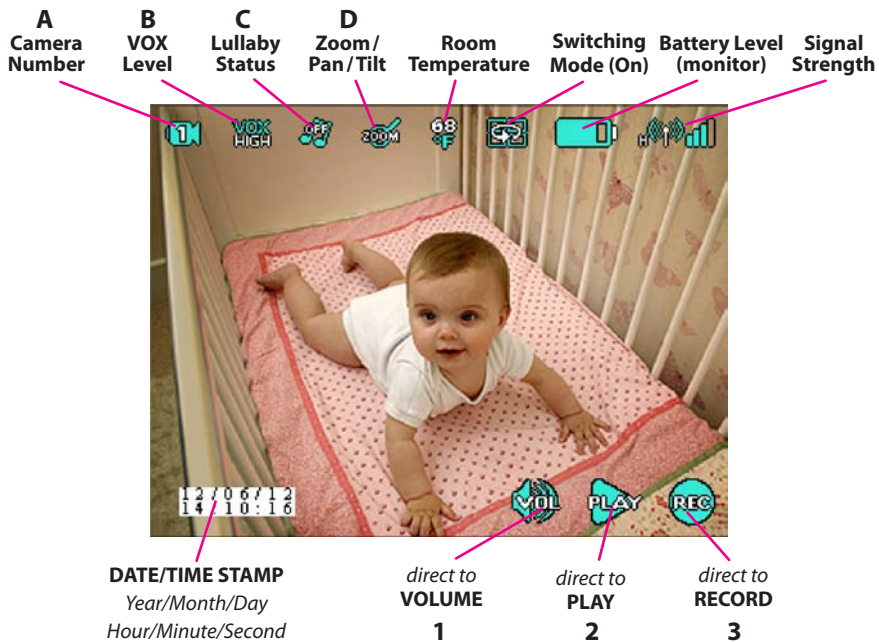 A
Camera
Number
B
VOX
Level
C
Lullaby
Status
D
Zoom/
Pan/Tilt
Room
Temperature
Switching
Mode (On)
Battery Level
(monitor)
Signal
Strength
1
VOX
HIGH
OFF
ZOOM
68
°F
H
12/06/12
14:10:16
VOL
PLAY
REC
DATE/TIME STAMP
Year/Month/Day
Hour/Minute/Second
direct to
VOLUME
1
direct to
PLAY
2
direct to
RECORD
3